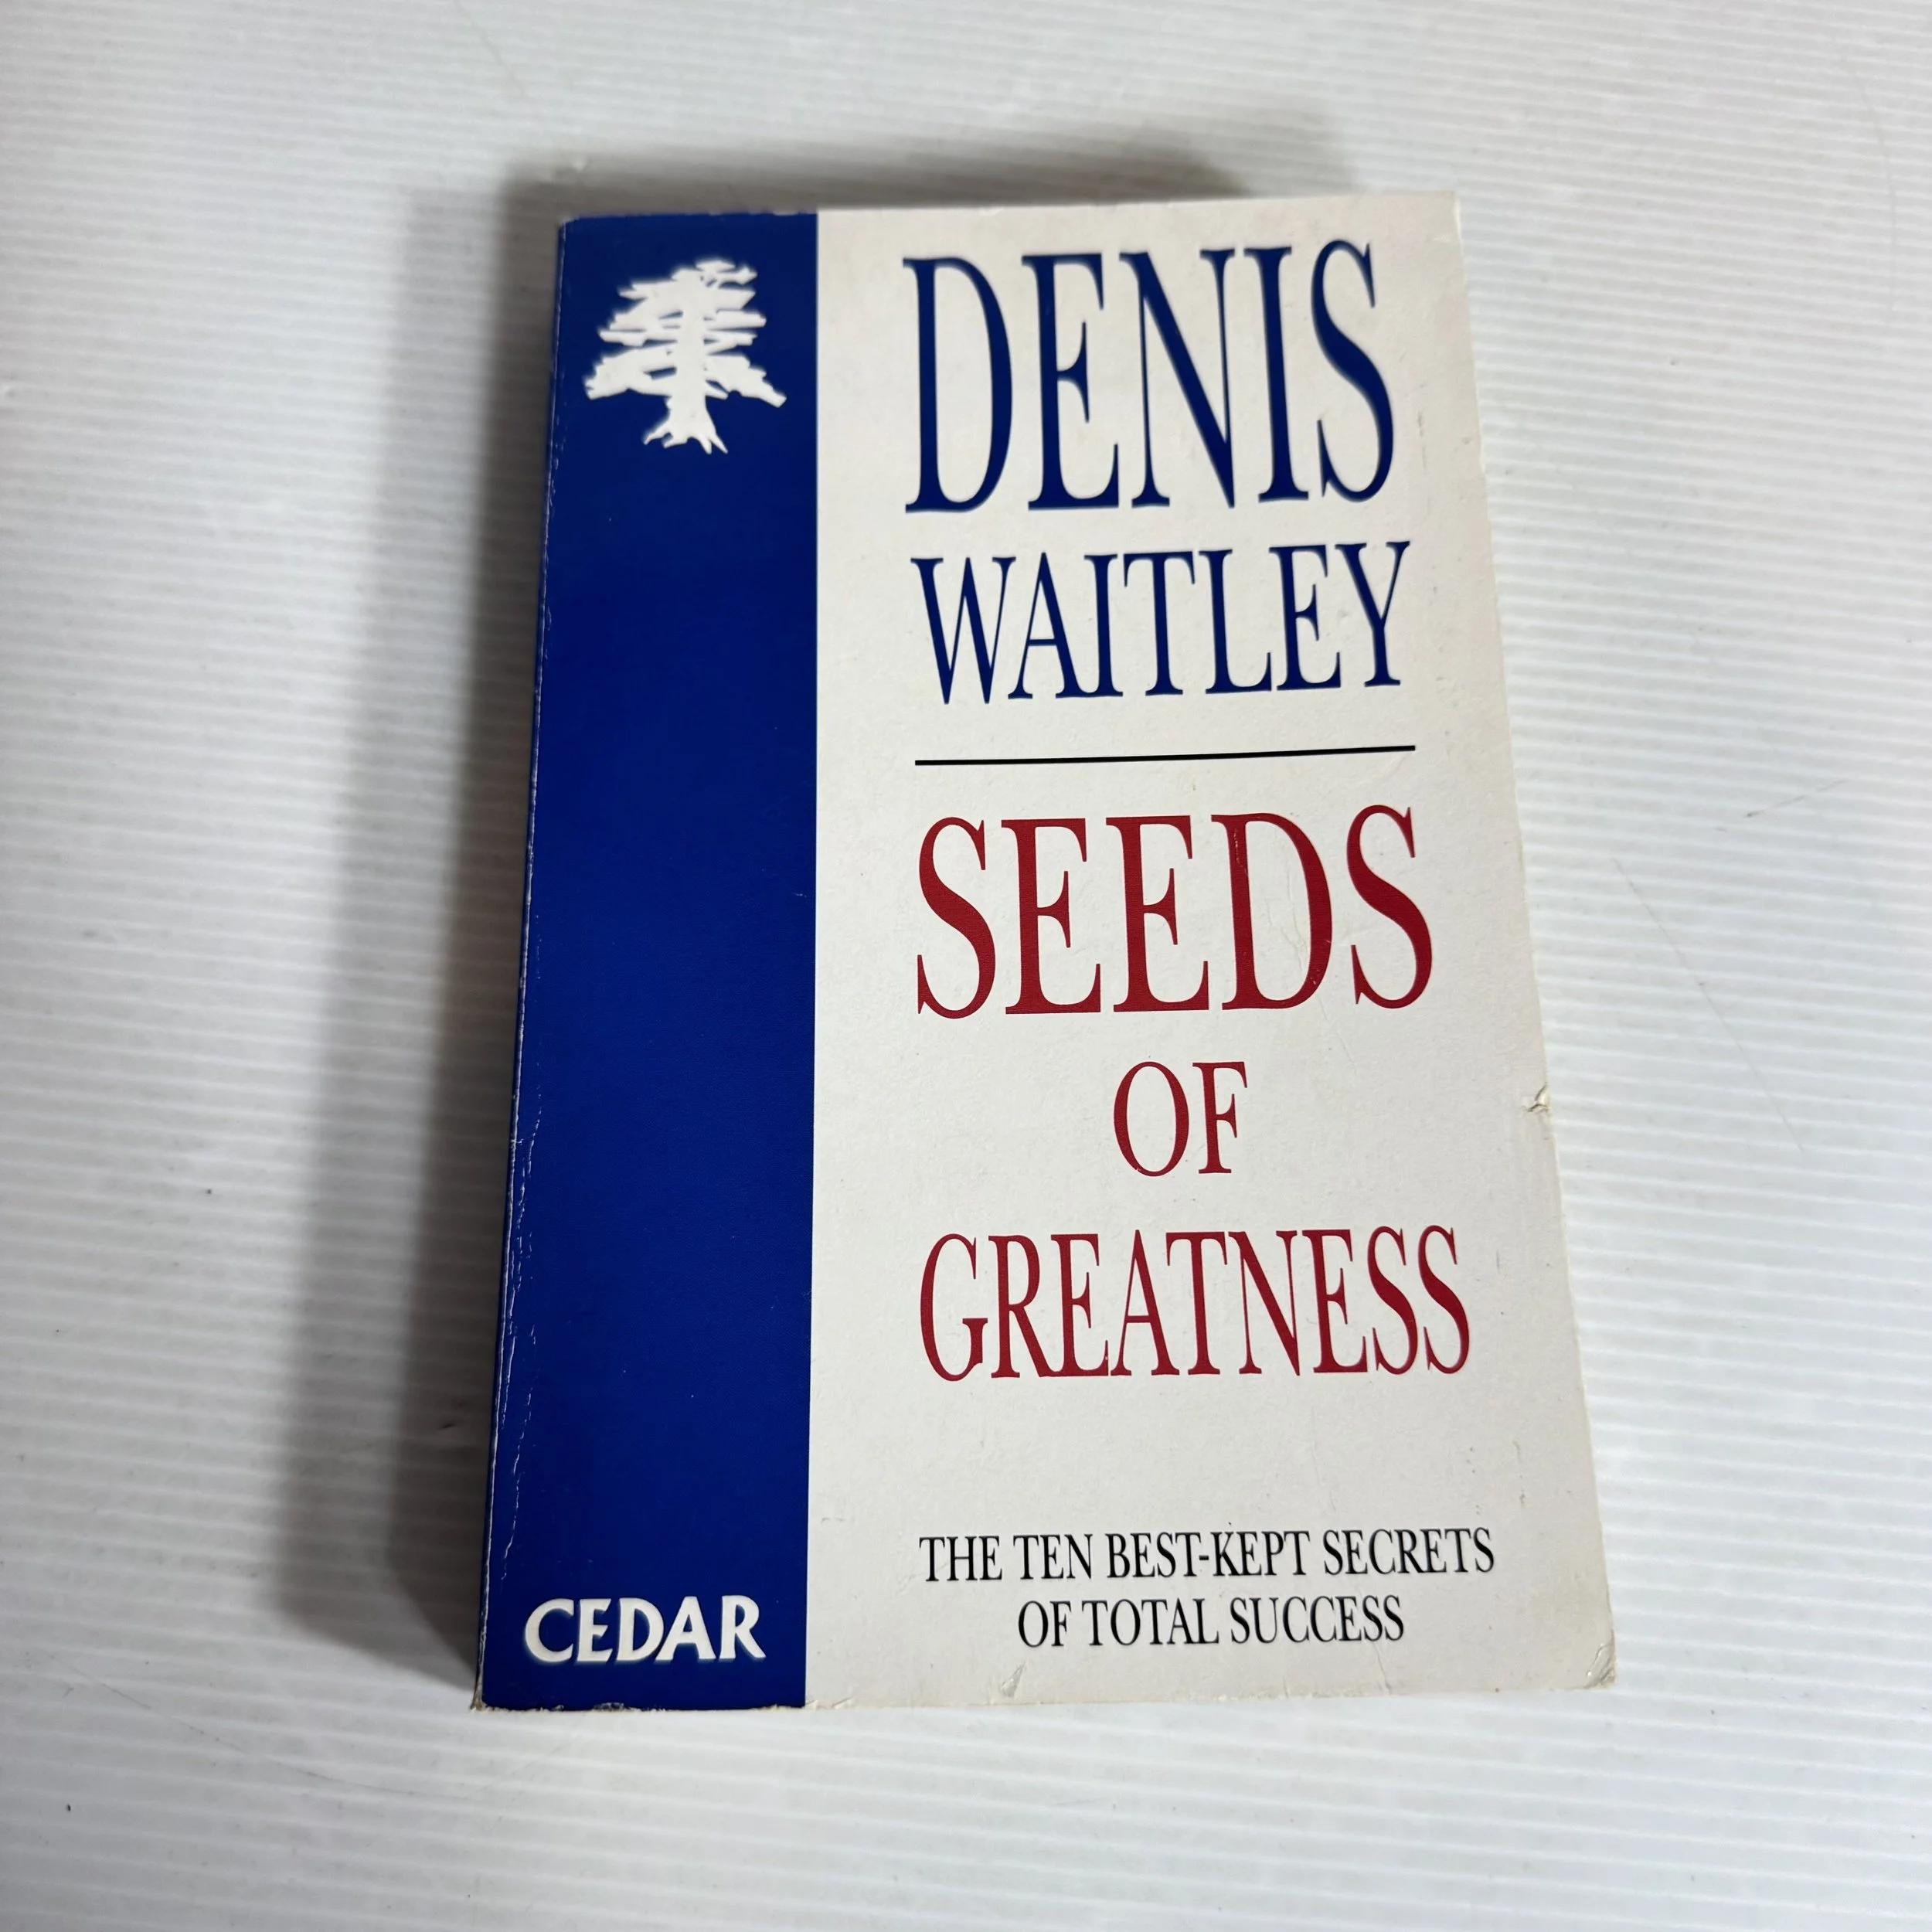 DENIS
WAITLEY
SEEDS
OF
GREATNESS
THE TEN BEST-KEPT SECRETS
OF TOTAL SUCCESS
CEDAR